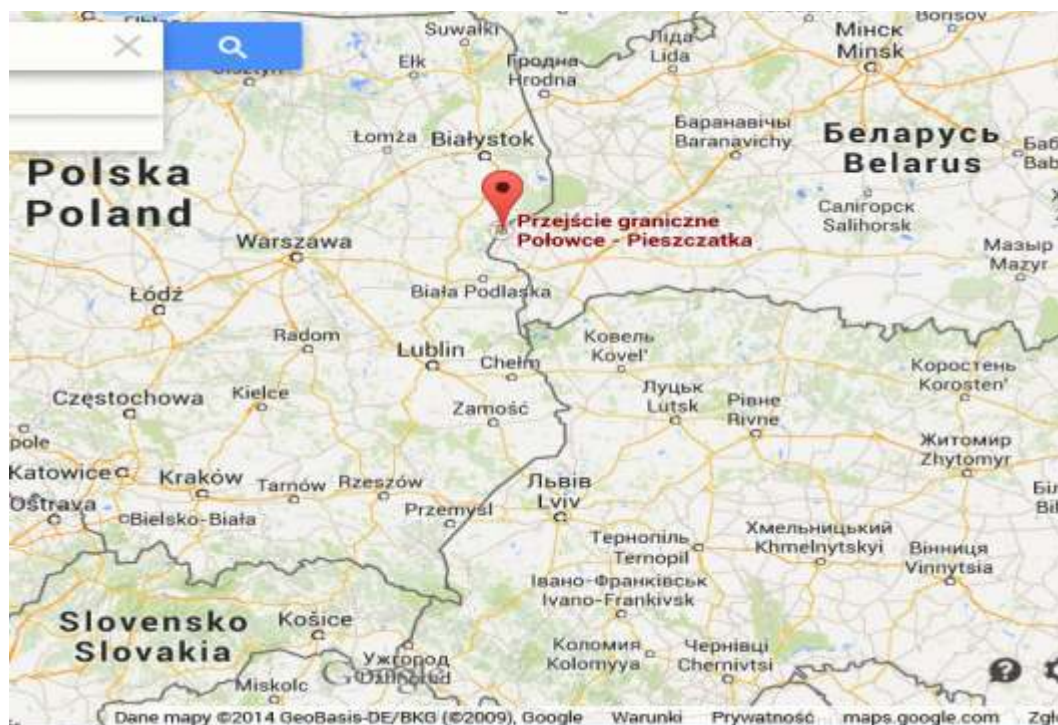 Suwałki
Ełk
Гродна
Hrodna
Ліда
Lida
Мінск
Minsk
Borisov
Łomża
Białystok
Баранавічы
Baranavichy
Беларусь
Belarus
Polska
Poland
Салігорск
Salihorsk
Przejście graniczne
Połowce - Pieszczatka
Warszawa
Мазыр
Mazyr
Łódź
Biała Podlaska
Radom
Lublin
Chełm
Ковель
Kovel'
Коростень
Korosten'
Częstochowa
Kielce
Zamość
Луцьк
Lutsk
Рівне
Rivne
pole
Житомир
Zhytomyr
Katowice
Kraków
Tarnów
Rzeszów
Львів
Lviv
Ostrava
Bielsko-Biała
Przemyśl
Тернопіль
Ternopil
Хмельницький
Khmelnytskyi
Вінниця
Vinnytsia
Івано-Франківськ
Ivano-Frankivsk
Slovensko
Slovakia
Košice
Ужгород
Коломия
Kolomyya
Чернівці
Chernivtsi
Miskolc
Dane mapy ©2014 GeoBasis-DE/BKG (©2009), Google Warunki Prywatność maps.google.com